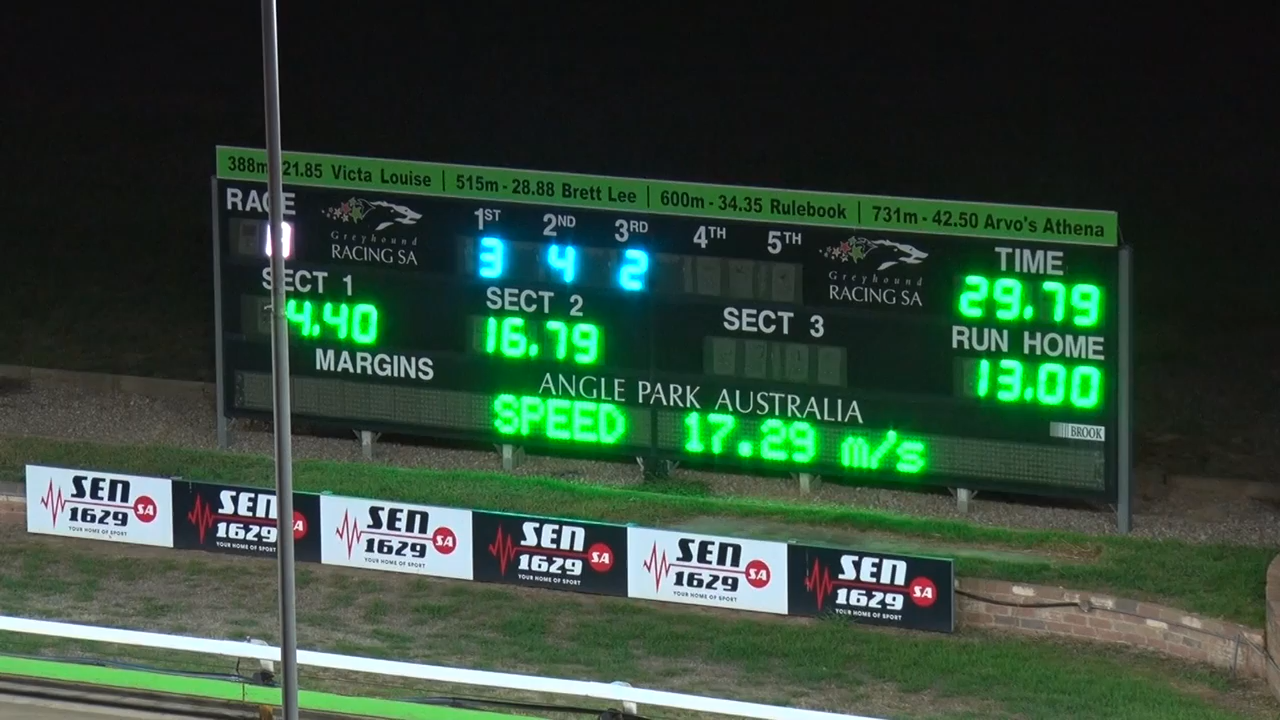 388m 21.85 Victa Louise | 515m - 28.88 Brett Lee | 600m - 34.35 Rulebook | 731m - 42.50 Arvo's Athena
RACE
Greyhound
RACING SA
1ST 2ND 3RD 4TH 5TH
3 4 2
Greyhound
RACING SA
TIME
29.79
SECT 1
4.40
SECT 2
16.79
SECT 3
RUN HOME
13.00
MARGINS
ANGLE PARK AUSTRALIA
SPEED 17.29 m/s
BROOK
SEN
1629 SA
YOUR HOME OF SPORT
SEN
1629 A
YOUR HOME OF SPORT
SEN
1629 SA
YOUR HOME OF SPORT
SEN
1629 SA
YOUR HOME OF SPORT
SEN
1629 SA
YOUR HOME OF SPORT
SEN
1629 SA
YOUR HOME OF SPORT